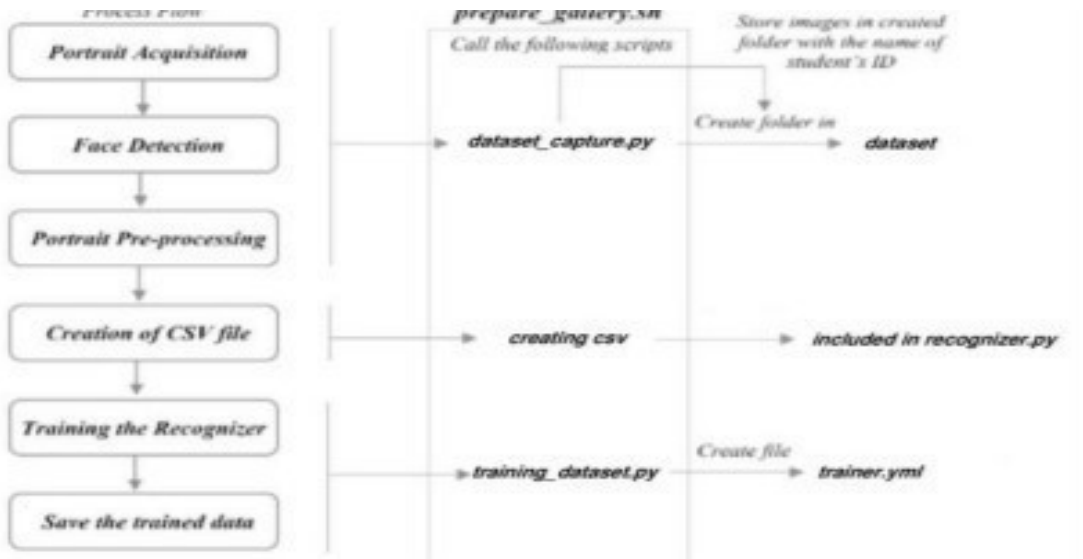 Process Flow
prepare_gallery.sh
Store images in created
folder with the name of
student's ID
Portrait Acquisition
Call the following scripts
Create folder in
Face Detection
dataset_capture.py
dataset
Portrait Pre-processing
Creation of CSV file
creating csv
included in recognizer.py
Training the Recognizer
Create file
training_dataset.py
trainer.yml
Save the trained data